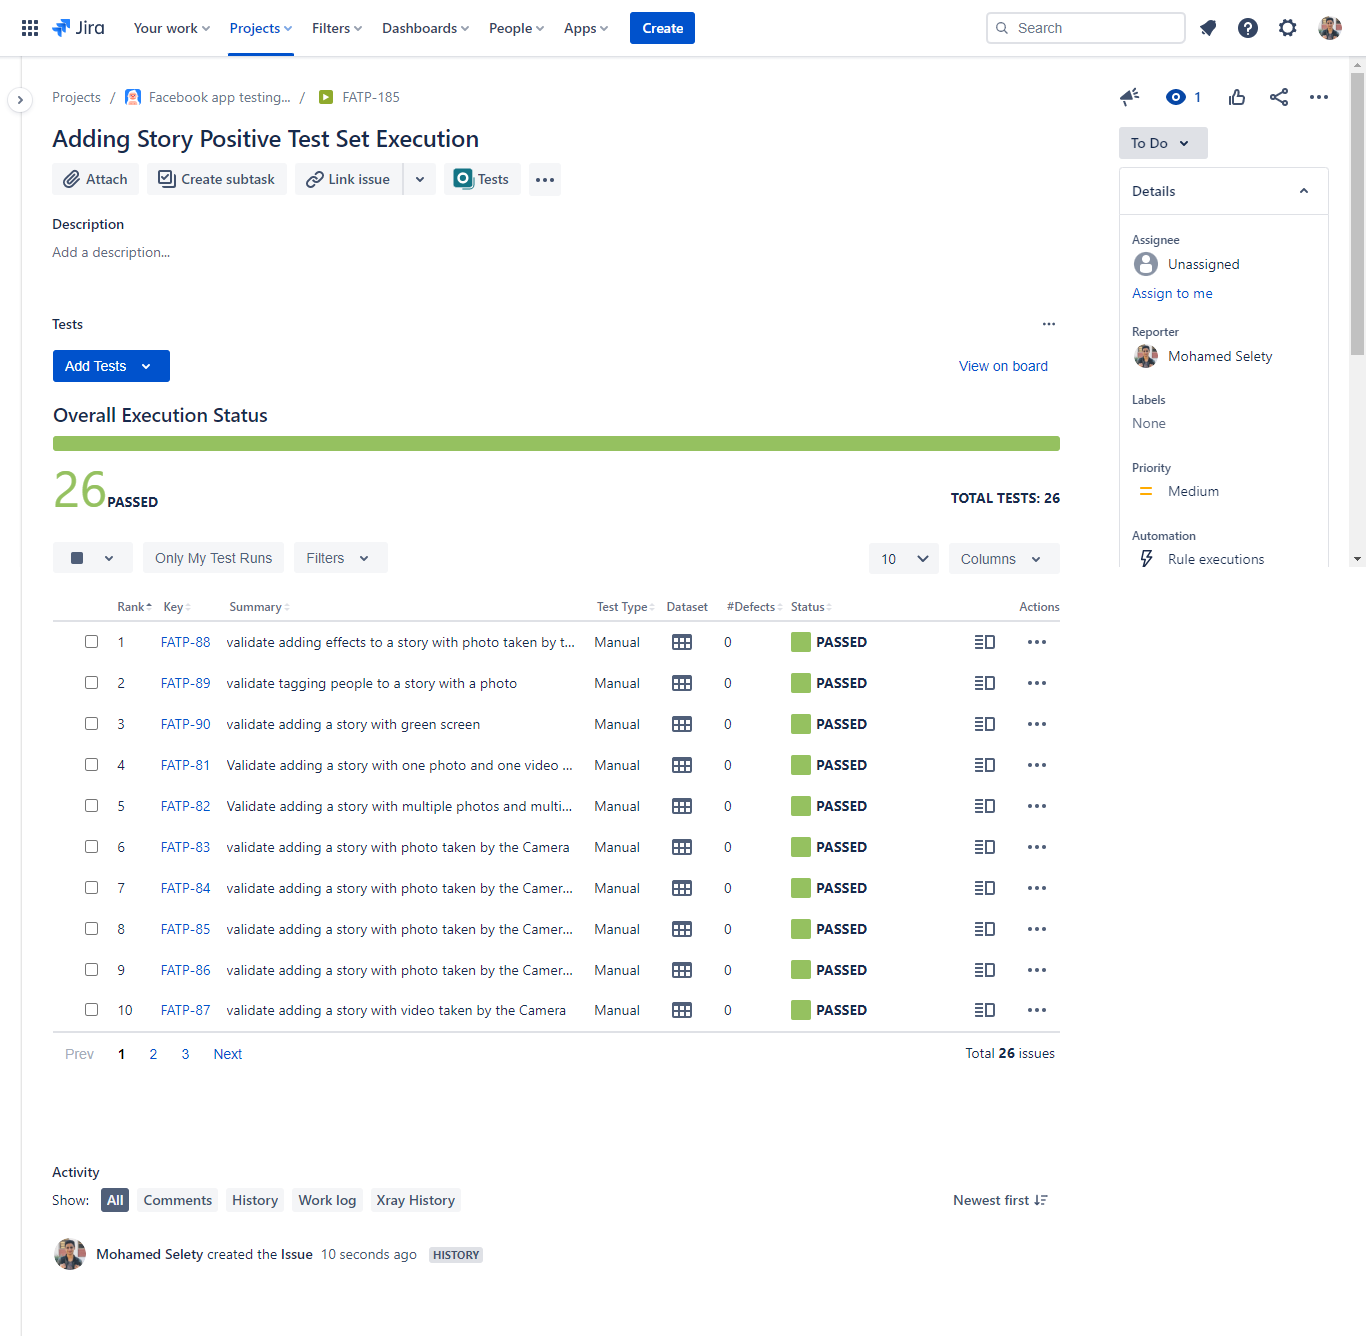 Jira Your work Projects Filters Dashboards People Apps Create Search
Projects / Facebook app testing... / FATP-185 1
Adding Story Positive Test Set Execution
To Do
Attach Create subtask Link issue Tests
Details
Description
Add a description...
Assignee
Unassigned
Assign to me
Tests
Reporter
Mohamed Selety
Add Tests View on board
Labels
None
Overall Execution Status
Priority
Medium
26 PASSED TOTAL TESTS: 26
Automation
Rule executions
Only My Test Runs Filters 10 Columns
Rank Key Summary Test Type Dataset #Defects Status Actions
1 FATP-88 validate adding effects to a story with photo taken by t... Manual 0 PASSED
2 FATP-89 validate tagging people to a story with a photo Manual 0 PASSED
3 FATP-90 validate adding a story with green screen Manual 0 PASSED
4 FATP-81 Validate adding a story with one photo and one video ... Manual 0 PASSED
5 FATP-82 Validate adding a story with multiple photos and multi... Manual 0 PASSED
6 FATP-83 validate adding a story with photo taken by the Camera Manual 0 PASSED
7 FATP-84 validate adding a story with photo taken by the Camer... Manual 0 PASSED
8 FATP-85 validate adding a story with photo taken by the Camer... Manual 0 PASSED
9 FATP-86 validate adding a story with photo taken by the Camer... Manual 0 PASSED
10 FATP-87 validate adding a story with video taken by the Camera Manual 0 PASSED
Prev 1 2 3 Next Total 26 issues
Activity
Show: All Comments History Work log Xray History Newest first
Mohamed Selety created the Issue 10 seconds ago HISTORY